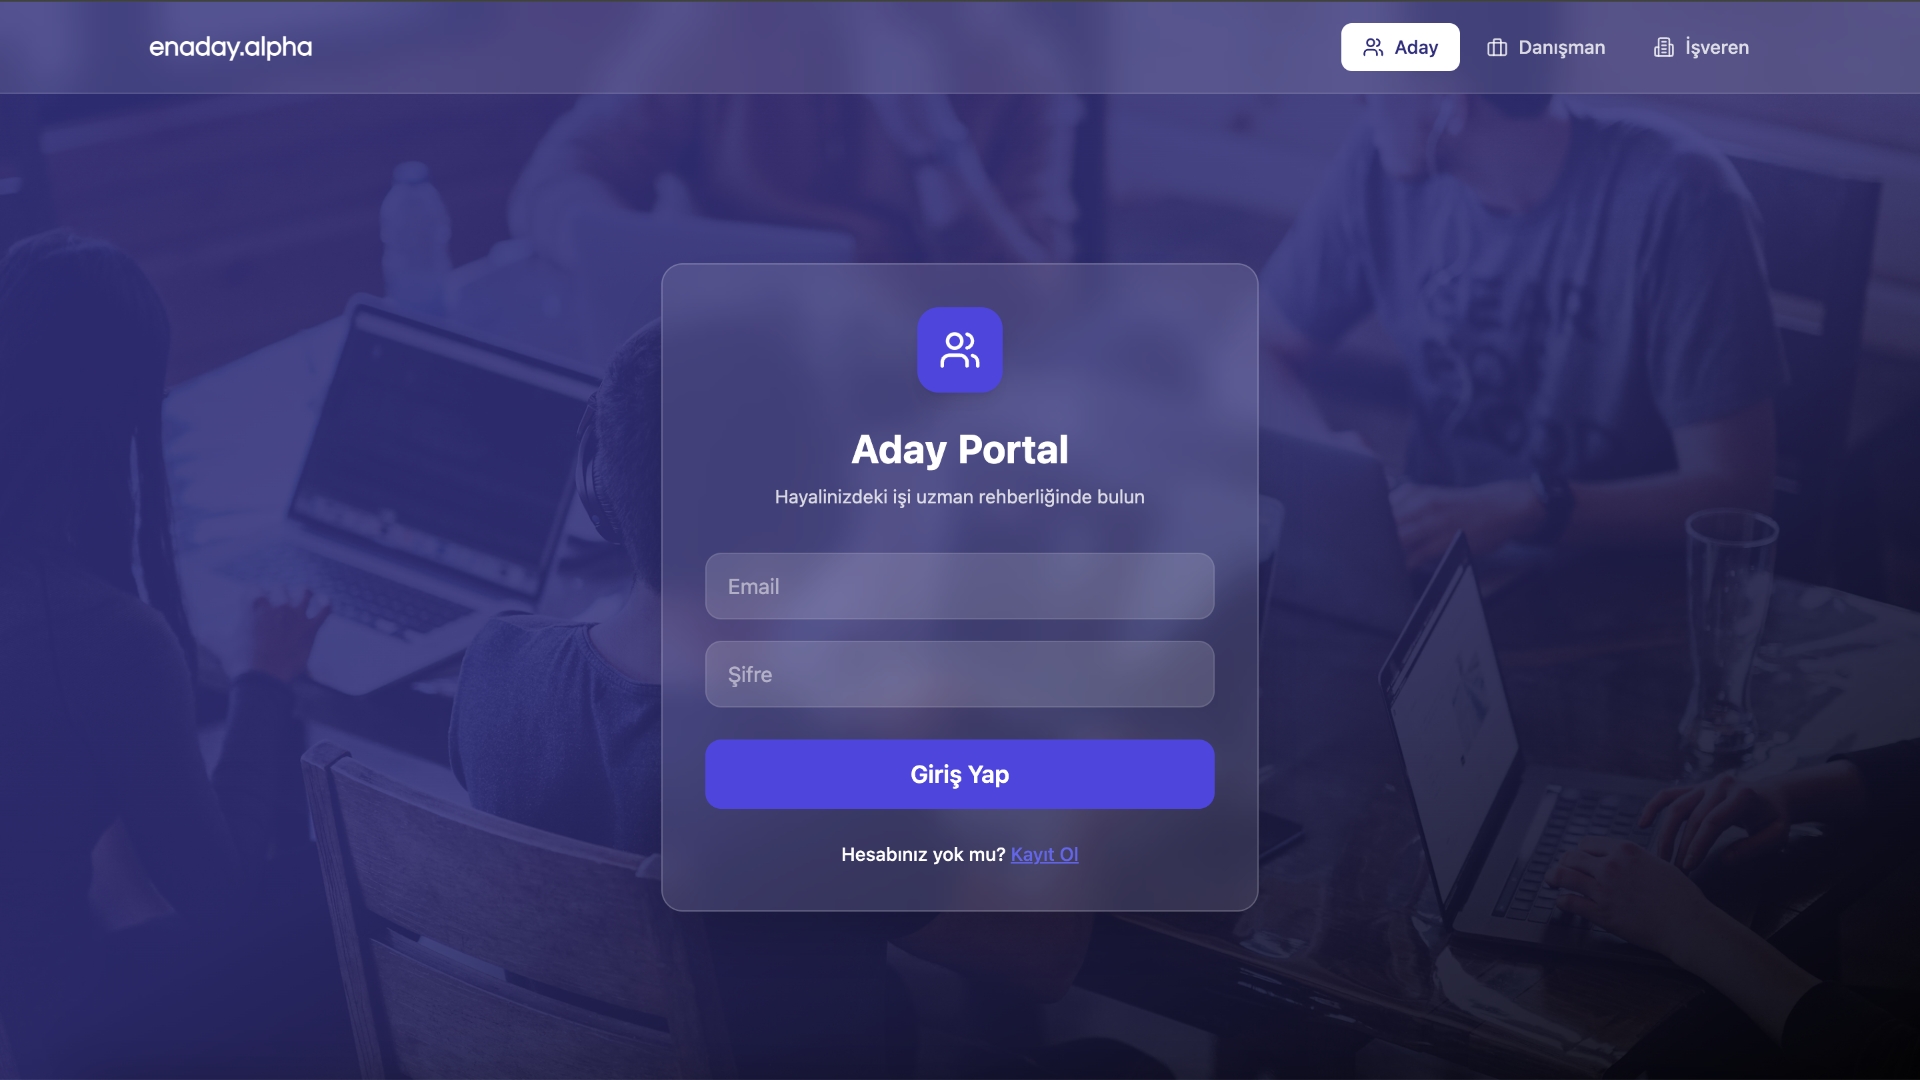 enaday.alpha
Aday
Danışman
İşveren
Aday Portal
Hayalinizdeki işi uzman rehberliğinde bulun
Email
Şifre
Giriş Yap
Hesabınız yok mu? Kayıt Ol